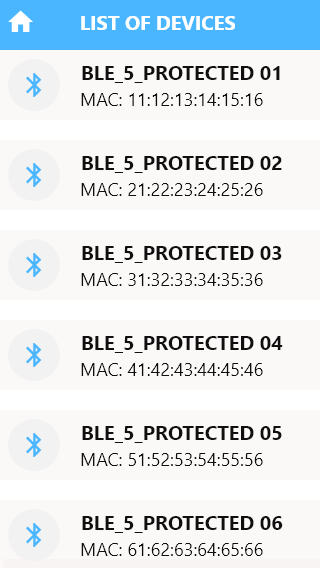 LIST OF DEVICES
BLE_5_PROTECTED 01
MAC: 11:12:13:14:15:16
BLE_5_PROTECTED 02
MAC: 21:22:23:24:25:26
BLE_5_PROTECTED 03
MAC: 31:32:33:34:35:36
BLE_5_PROTECTED 04
MAC: 41:42:43:44:45:46
BLE_5_PROTECTED 05
MAC: 51:52:53:54:55:56
BLE_5_PROTECTED 06
MAC: 61:62:63:64:65:66